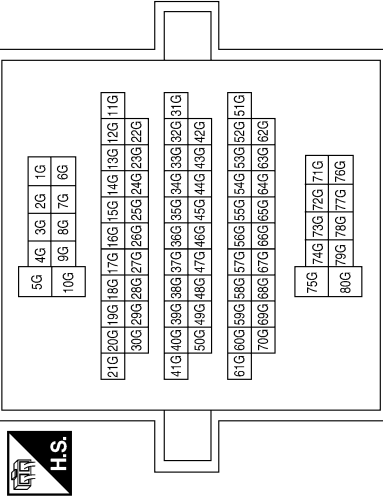 H.S.
5G 4G 3G 2G 1G
10G 9G 8G 7G 6G
21G 20G 19G 18G 17G 16G 15G 14G 13G 12G 11G
30G 29G 28G 27G 26G 25G 24G 23G 22G
41G 40G 39G 38G 37G 36G 35G 34G 33G 32G 31G
50G 49G 48G 47G 46G 45G 44G 43G 42G
61G 60G 59G 58G 57G 56G 55G 54G 53G 52G 51G
70G 69G 68G 67G 66G 65G 64G 63G 62G
75G 74G 73G 72G 71G
80G 79G 78G 77G 76G